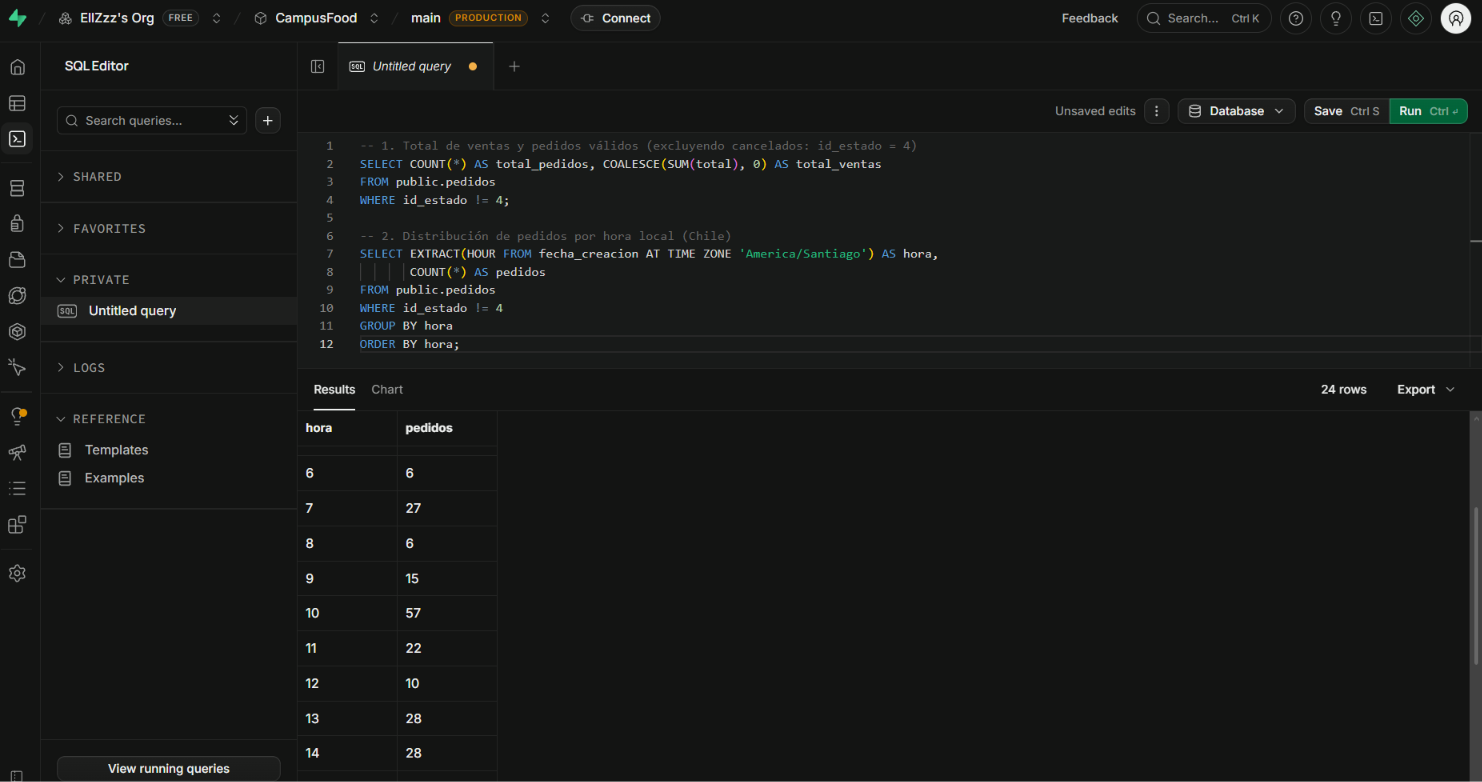 EllZzz's Org FREE / CampusFood / main PRODUCTION Connect Feedback Search... Ctrl K
SQL Editor
Untitled query
Search queries...
Unsaved edits Database Save Ctrl S Run Ctrl ↵
SHARED
FAVORITES
PRIVATE
SQL Untitled query
LOGS
REFERENCE
Templates
Examples
View running queries
1 -- 1. Total de ventas y pedidos válidos (excluyendo cancelados: id_estado = 4)
2 SELECT COUNT(*) AS total_pedidos, COALESCE(SUM(total), 0) AS total_ventas
3 FROM public.pedidos
4 WHERE id_estado != 4;
5
6 -- 2. Distribución de pedidos por hora local (Chile)
7 SELECT EXTRACT(HOUR FROM fecha_creacion AT TIME ZONE 'America/Santiago') AS hora,
8 COUNT(*) AS pedidos
9 FROM public.pedidos
10 WHERE id_estado != 4
11 GROUP BY hora
12 ORDER BY hora;
Results Chart 24 rows Export
hora pedidos
6 6
7 27
8 6
9 15
10 57
11 22
12 10
13 28
14 28